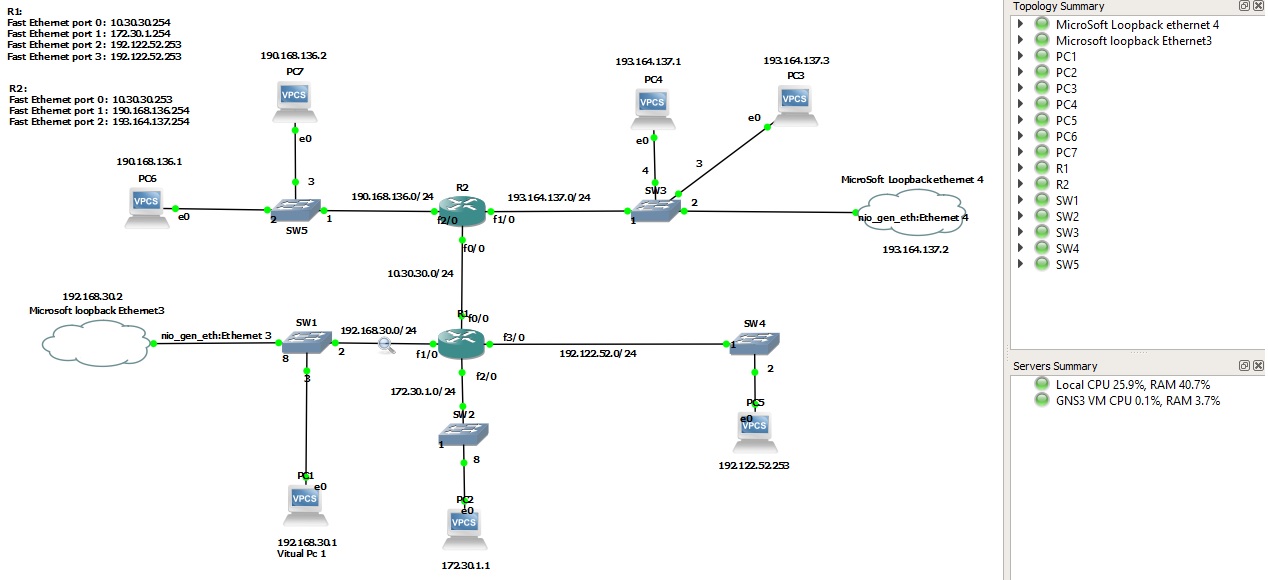 R1:
Fast Ethernet port 0: 10.30.30.254
Fast Ethernet port 1: 172.30.1.254
Fast Ethernet port 2: 192.122.52.253
Fast Ethernet port 3: 192.122.52.253
R2:
Fast Ethernet port 0: 10.30.30.253
Fast Ethernet port 1: 190.168.136.254
Fast Ethernet port 2: 193.164.137.254
190.168.136.2
PC7
VPCS
e0
3
190.168.136.1
PC6
VPCS
e0
2
1
SW5
190.168.136.0/24
R2
f2/0
f1/0
f0/0
193.164.137.0/24
193.164.137.1
PC4
VPCS
e0
4
193.164.137.3
PC3
VPCS
e0
3
SW3
1
2
MicroSoft Loopback ethernet 4
nio_gen_eth:Ethernet 4
193.164.137.2
10.30.30.0/24
192.168.30.2
Microsoft loopback Ethernet3
nio_gen_eth:Ethernet 3
SW1
8
3
2
192.168.30.0/24
R1
f0/0
f1/0
f3/0
f2/0
192.122.52.0/24
SW4
1
2
PC5
e0
VPCS
192.122.52.253
172.30.1.0/24
SW2
1
8
PC2
e0
VPCS
172.30.1.1
PC1
e0
VPCS
192.168.30.1
Vitual Pc 1
Topology Summary
MicroSoft Loopback ethernet 4
Microsoft loopback Ethernet3
PC1
PC2
PC3
PC4
PC5
PC6
PC7
R1
R2
SW1
SW2
SW3
SW4
SW5
Servers Summary
Local CPU 25.9%, RAM 40.7%
GNS3 VM CPU 0.1%, RAM 3.7%